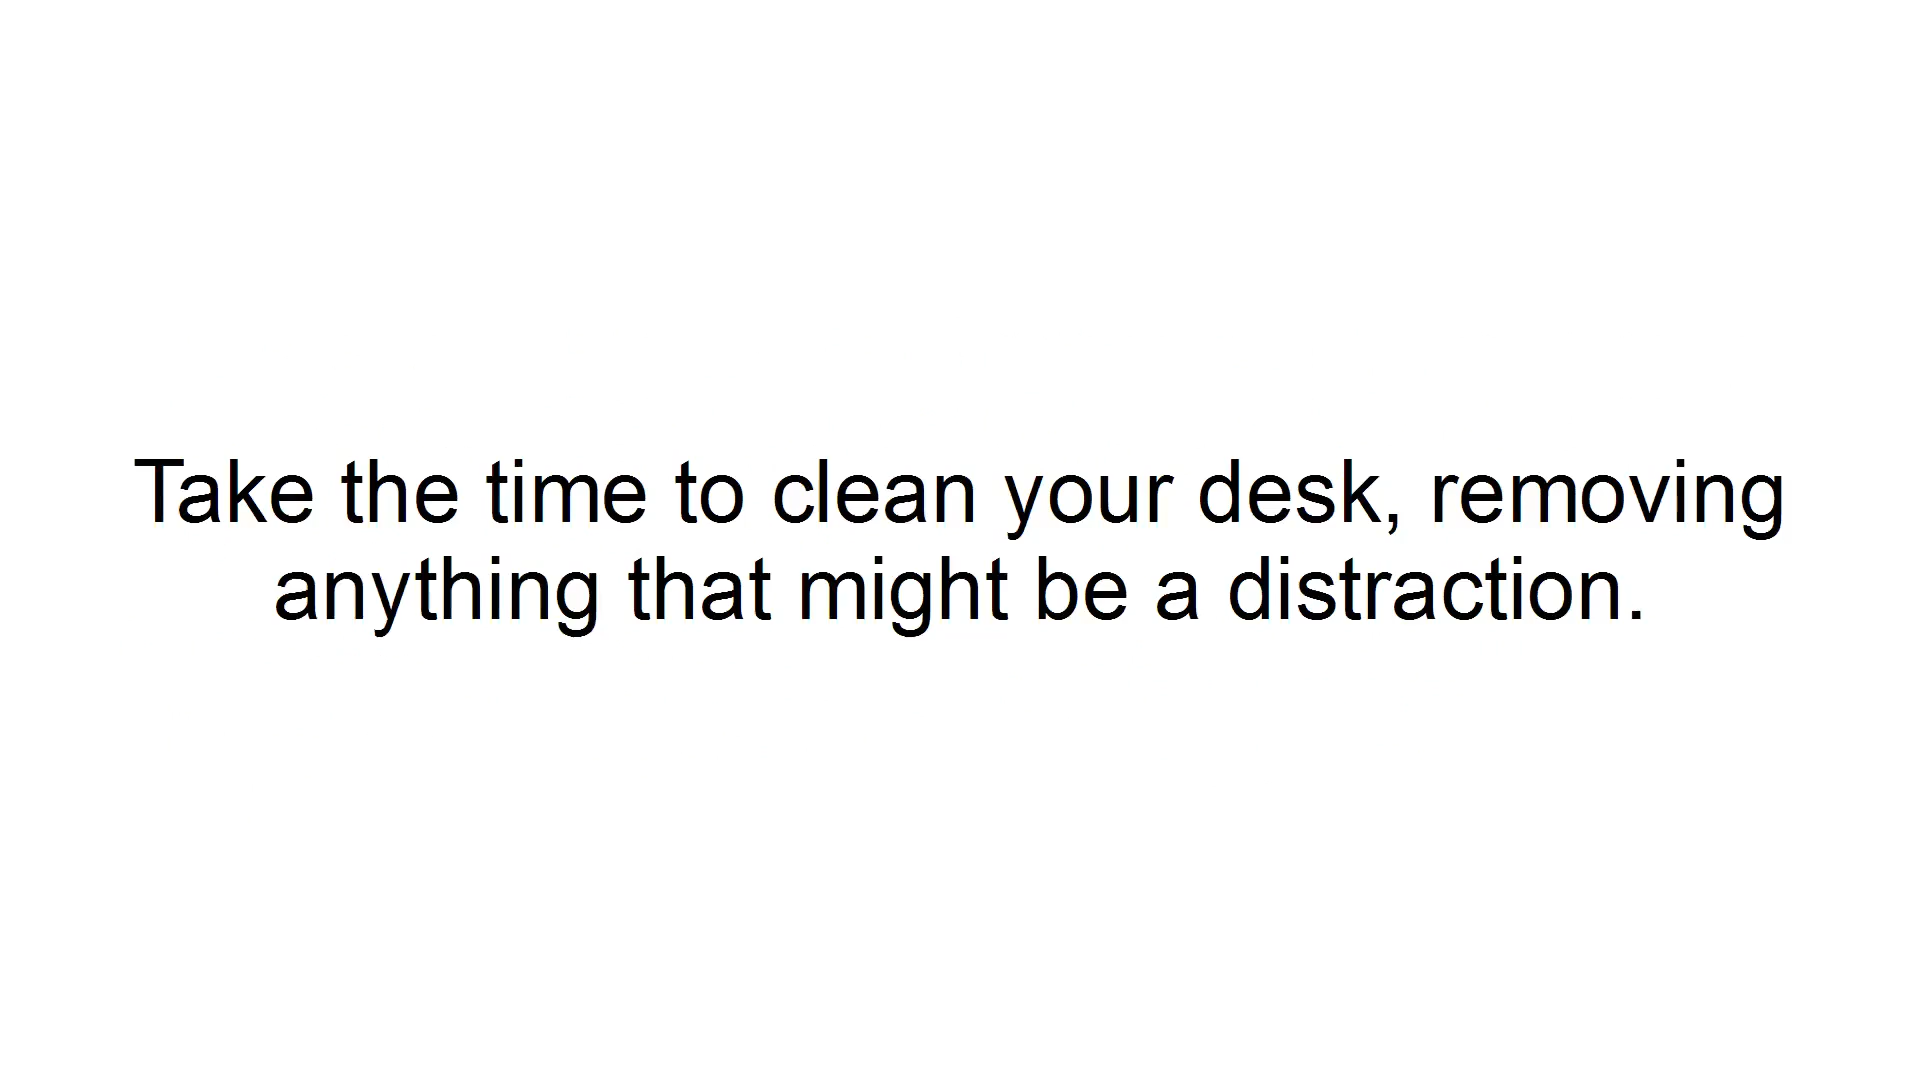 Take the time to clean your desk, removing
anything that might be a distraction.